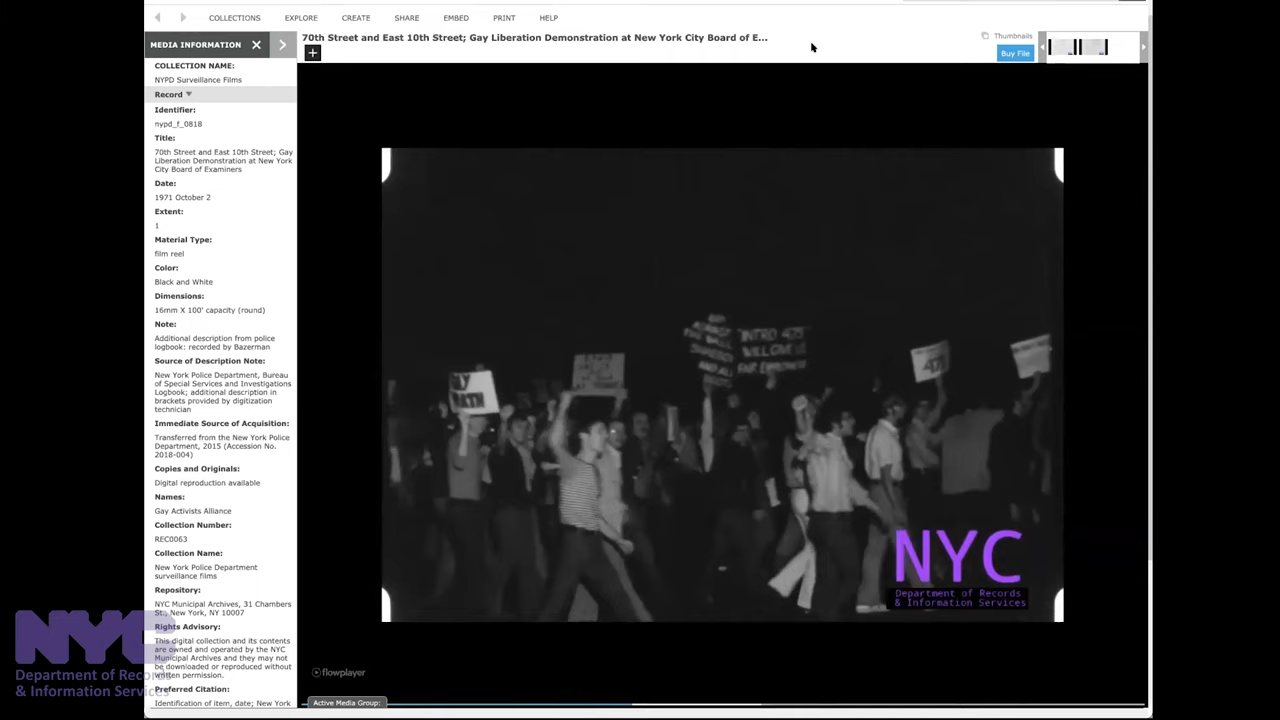 COLLECTIONS EXPLORE CREATE SHARE EMBED PRINT HELP
MEDIA INFORMATION
70th Street and East 10th Street; Gay Liberation Demonstration at New York City Board of E...
Thumbnails
Buy File
COLLECTION NAME:
NYPD Surveillance Films
Record
Identifier:
nypd_f_0818
Title:
70th Street and East 10th Street; Gay
Liberation Demonstration at New York
City Board of Examiners
Date:
1971 October 2
Extent:
1
Material Type:
film reel
Color:
Black and White
Dimensions:
16mm X 100' capacity (round)
Note:
Additional description from police
logbook: recorded by Bazerman
Source of Description Note:
New York Police Department, Bureau
of Special Services and Investigations
Logbook; additional description in
brackets provided by digitization
technician
Immediate Source of Acquisition:
Transferred from the New York Police
Department, 2015 (Accession No.
2018-004)
Copies and Originals:
Digital reproduction available
Names:
Gay Activists Alliance
Collection Number:
REC0063
Collection Name:
New York Police Department
surveillance films
Repository:
NYC Municipal Archives, 31 Chambers
St., New York, NY 10007
Rights Advisory:
This digital collection and its contents
are owned and operated by the NYC
Municipal Archives and they may not
be downloaded or reproduced without
written permission.
Preferred Citation:
Identification of item, date; New York
INTRO 475
WILL GIVE US
NYC
Department of Records
& Information Services
flowplayer
Active Media Group:
NYC
Department of Records
& Information Services